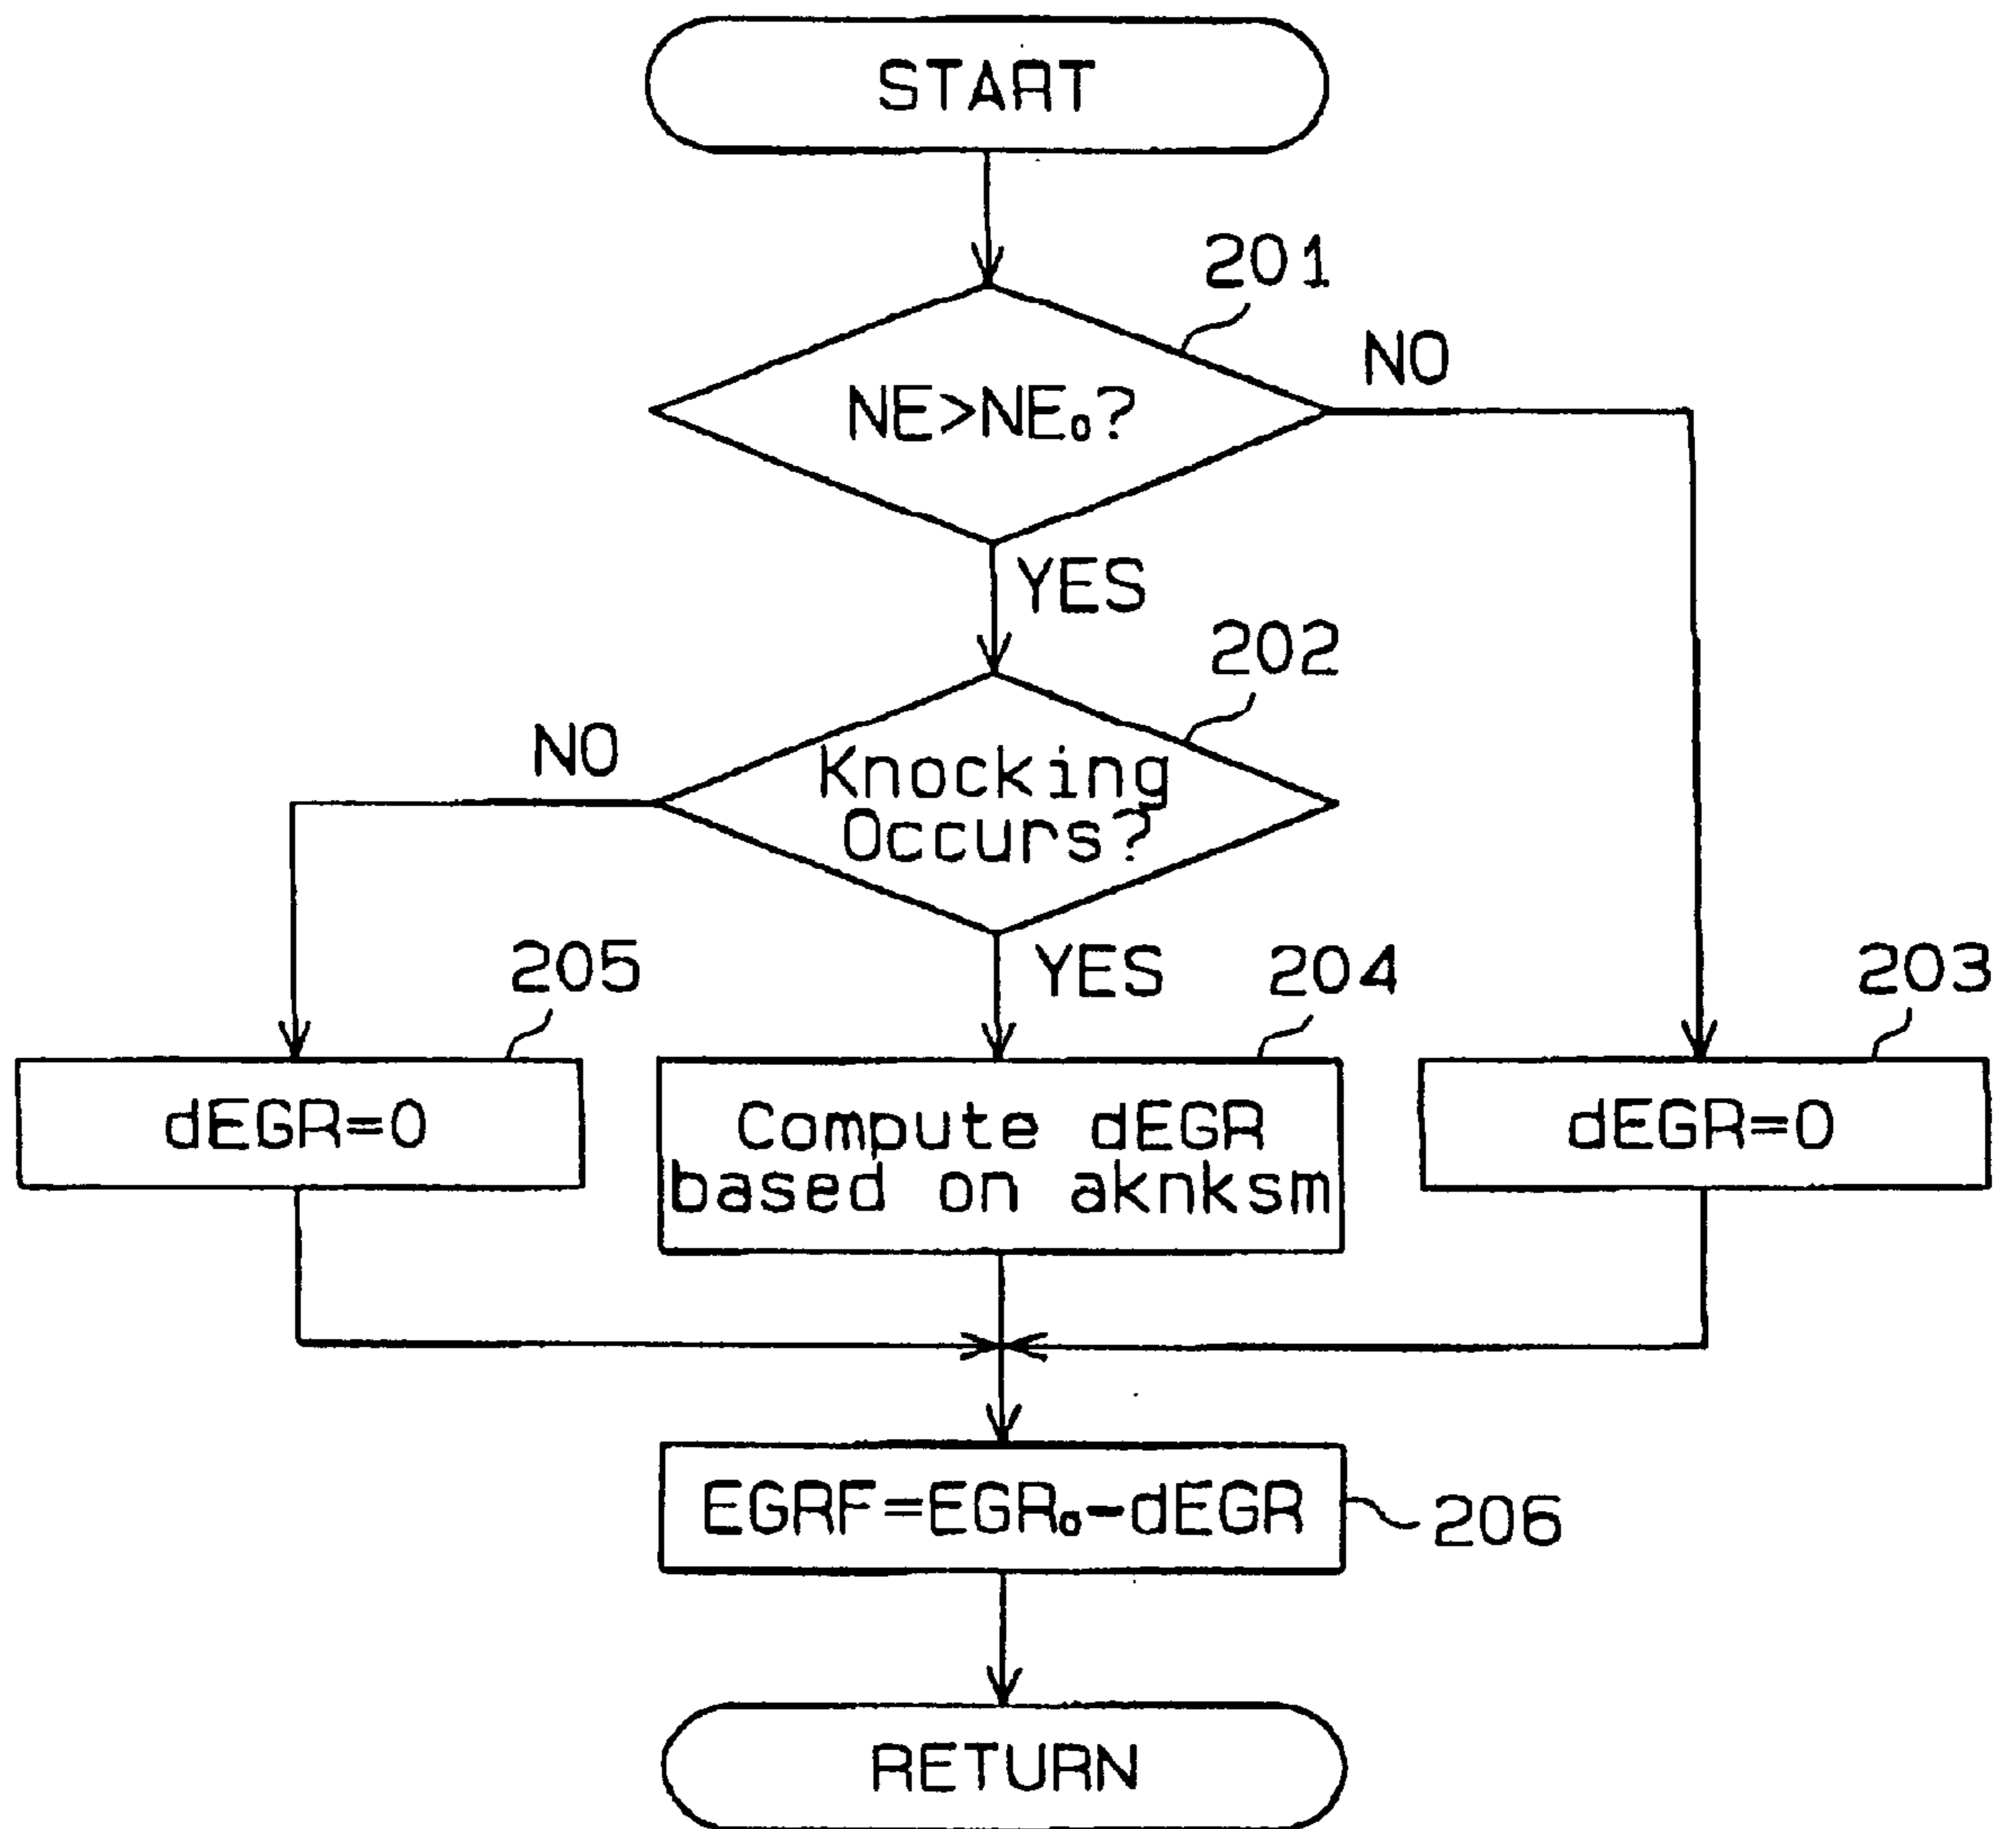 START
201
NE>NE₀?
NO
YES
202
NO
Knocking
Occurs?
YES
205
204
203
dEGR=0
Compute dEGR
based on aknksm
dEGR=0
EGRF=EGR₀-dEGR
206
RETURN